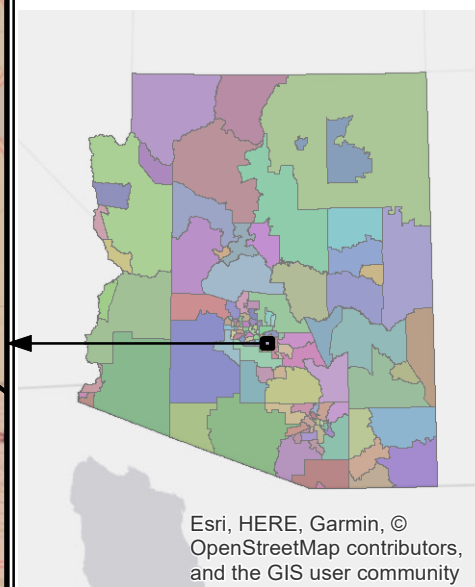 Esri, HERE, Garmin, ©
OpenStreetMap contributors,
and the GIS user community